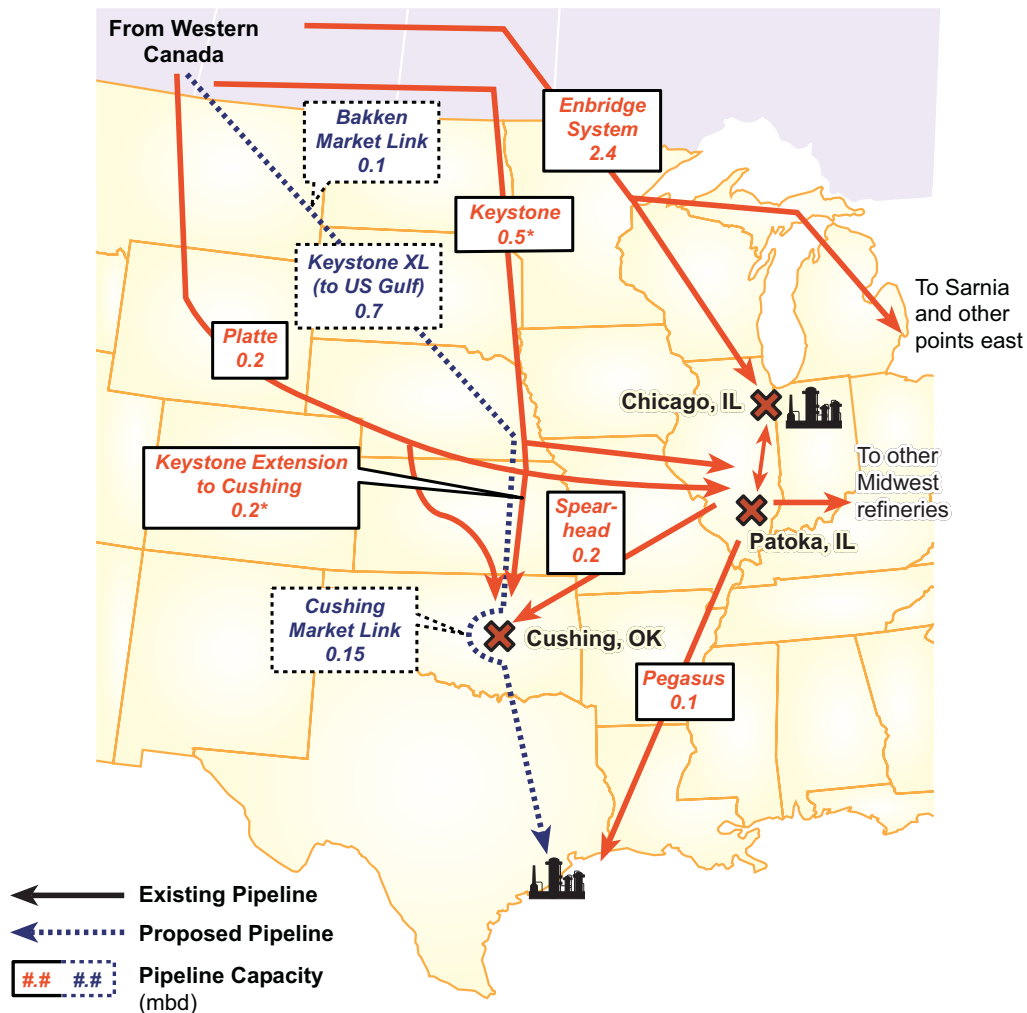 From Western
Canada
Bakken
Market Link
0.1
Enbridge
System
2.4
Keystone
0.5*
Keystone XL
(to US Gulf)
0.7
To Sarnia
and other
points east
Platte
0.2
Chicago, IL
Keystone Extension
to Cushing
0.2*
To other
Midwest
refineries
Spear-
head
0.2
Patoka, IL
Cushing
Market Link
0.15
Cushing, OK
Pegasus
0.1
Existing Pipeline
Proposed Pipeline
#.# #.# Pipeline Capacity
(mbd)